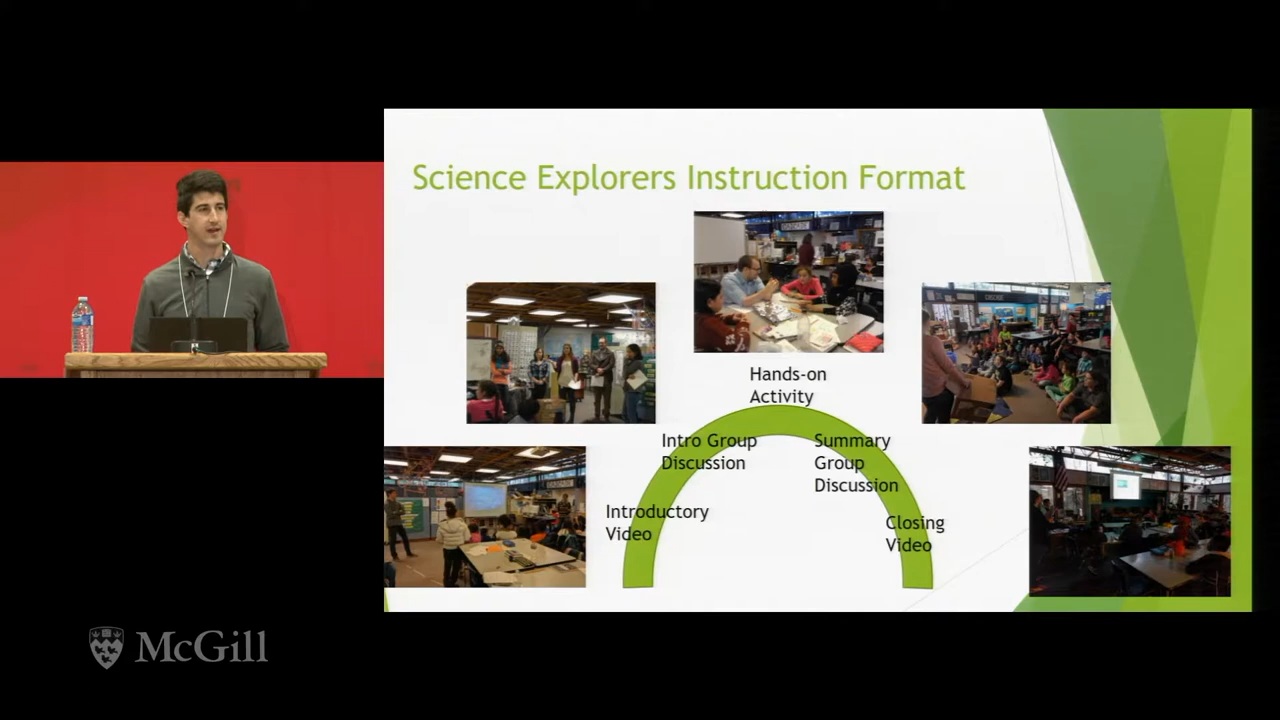 Science Explorers Instruction Format
Hands-on
Activity
Intro Group
Discussion
Summary
Group
Discussion
Introductory
Video
Closing
Video
McGill